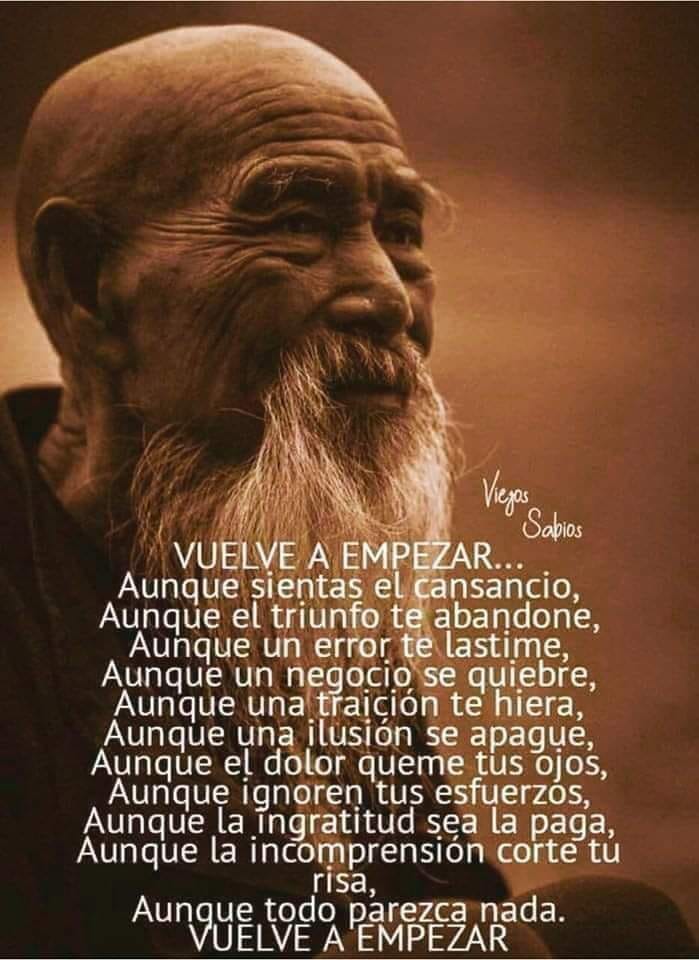 Viejos
Sabios
VUELVE A EMPEZAR...
Aunque sientas el cansancio,
Aunque el triunfo te abandone,
Aunque un error te lastime,
Aunque un negocio se quiebre,
Aunque una traición te hiera,
Aunque una ilusión se apague,
Aunque el dolor queme tus ojos,
Aunque ignoren tus esfuerzos,
Aunque la ingratitud sea la paga,
Aunque la incomprensión corte tu
risa,
Aunque todo parezca nada.
VUELVE A EMPEZAR